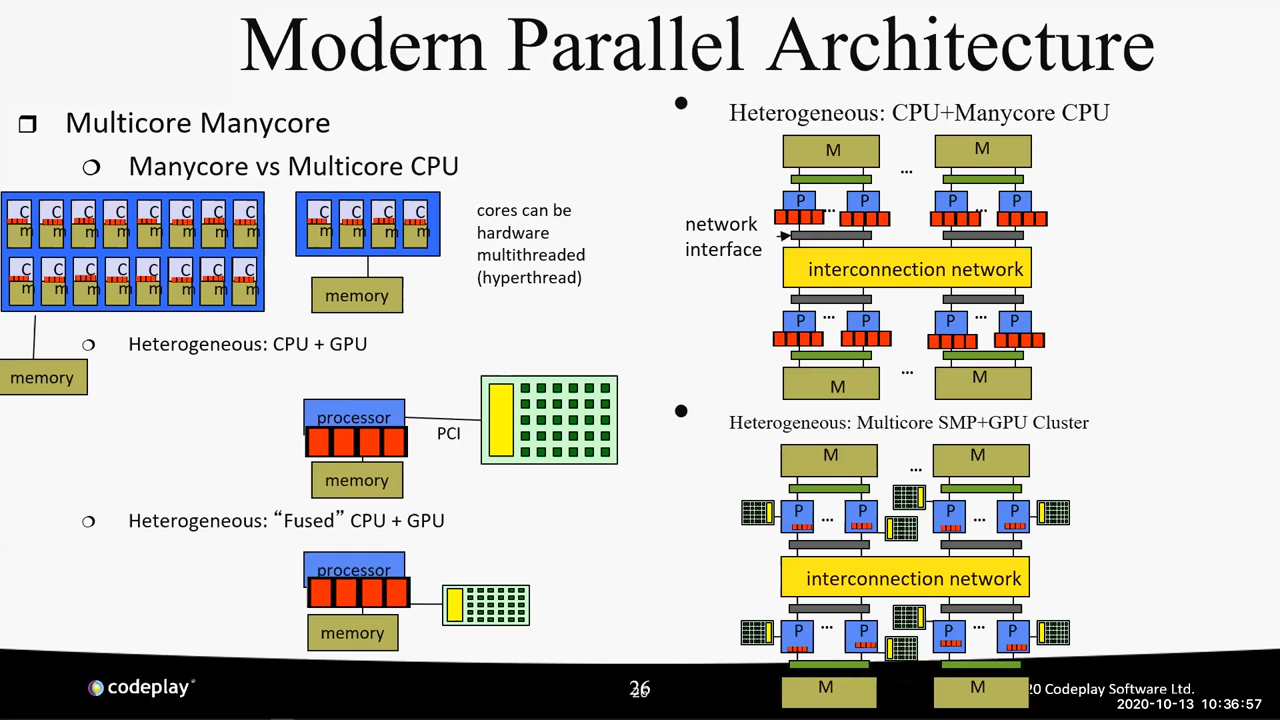 Modern Parallel Architecture
Multicore Manycore
Manycore vs Multicore CPU
C C C C C C C C
m m m m m m m m
C C C C C C C C
m m m m m m m m
memory
C C C C
m m m m
memory
cores can be
hardware
multithreaded
(hyperthread)
Heterogeneous: CPU + GPU
processor
PCI
memory
Heterogeneous: “Fused” CPU + GPU
processor
memory
Heterogeneous: CPU+Manycore CPU
M ... M
P ... P P ... P
network
interface
interconnection network
P ... P P ... P
M ... M
Heterogeneous: Multicore SMP+GPU Cluster
M ... M
P ... P P ... P
interconnection network
P ... P P ... P
M ... M
codeplay
26
20 Codeplay Software Ltd.
2020-10-13 10:36:57